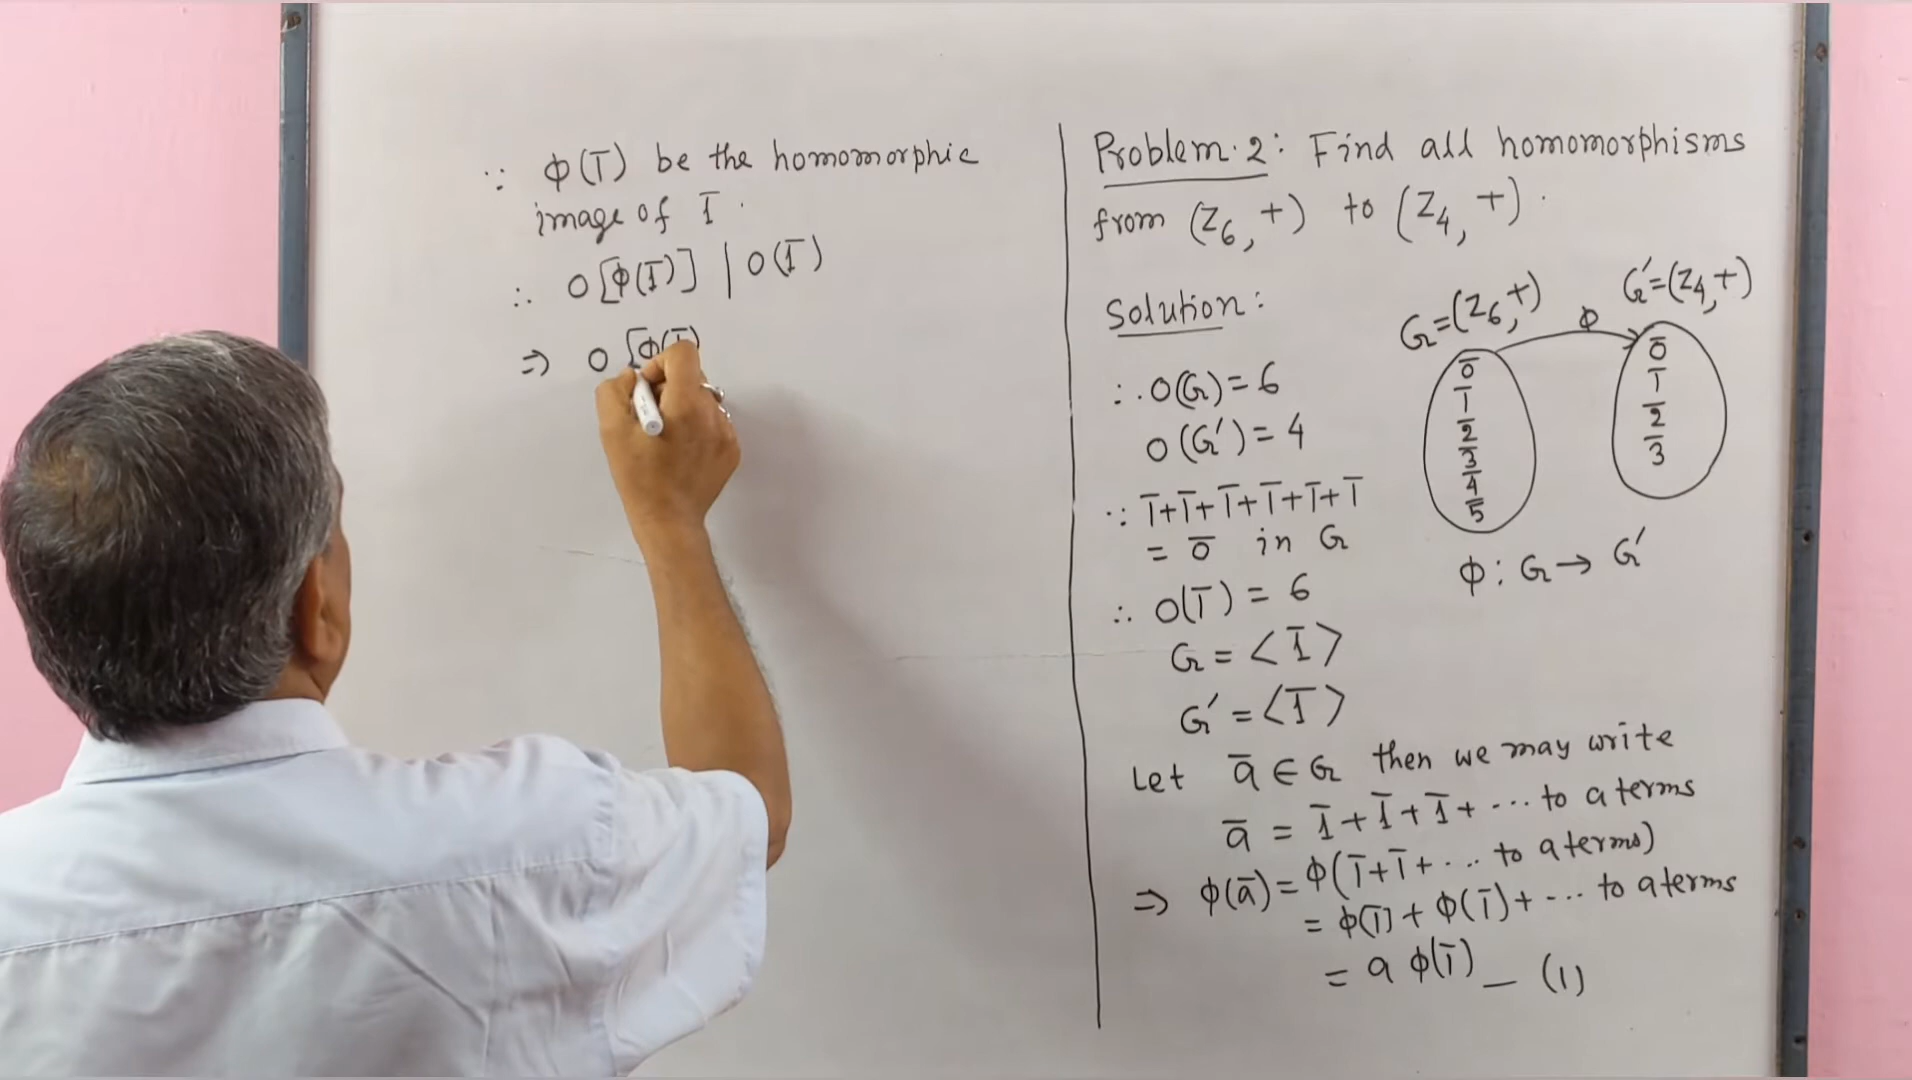 ∵ φ(1̅) be the homomorphic
image of 1̅ .
∴ O[φ(1̅)] | O(1̅)
⇒ O[φ(1̅)
Problem.2: Find all homomorphisms
from (Z₆, +) to (Z₄, +).
Solution:
∴ O(G) = 6
O(G′) = 4
∵ 1̅+1̅+1̅+1̅+1̅+1̅
= 0̅ in G
∴ O(1̅) = 6
G = <1̅>
G′ = <1̅>
G=(Z₆,+)
φ
G′=(Z₄,+)
0̅
1̅
2̅
3̅
4̅
5̅
0̅
1̅
2̅
3̅
φ : G → G′
Let a̅ ∈ G then we may write
a̅ = 1̅+1̅+1̅+ ... to a terms
⇒ φ(a̅) = φ(1̅+1̅+ ... to a terms)
= φ(1̅) + φ(1̅)+ ... to a terms
= a φ(1̅) — (1)